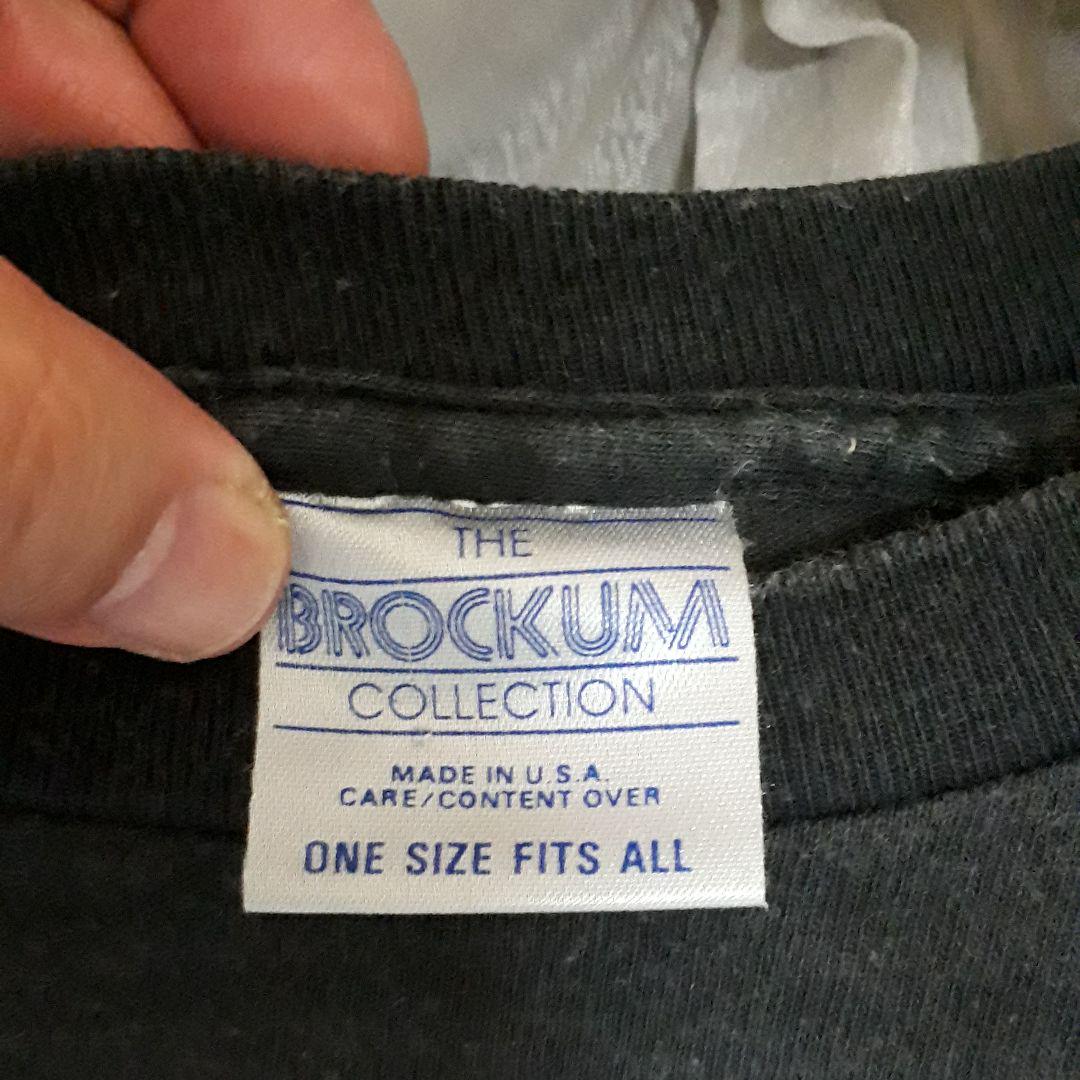 THE
BROCKUM
COLLECTION
MADE IN U.S.A.
CARE/CONTENT OVER
ONE SIZE FITS ALL